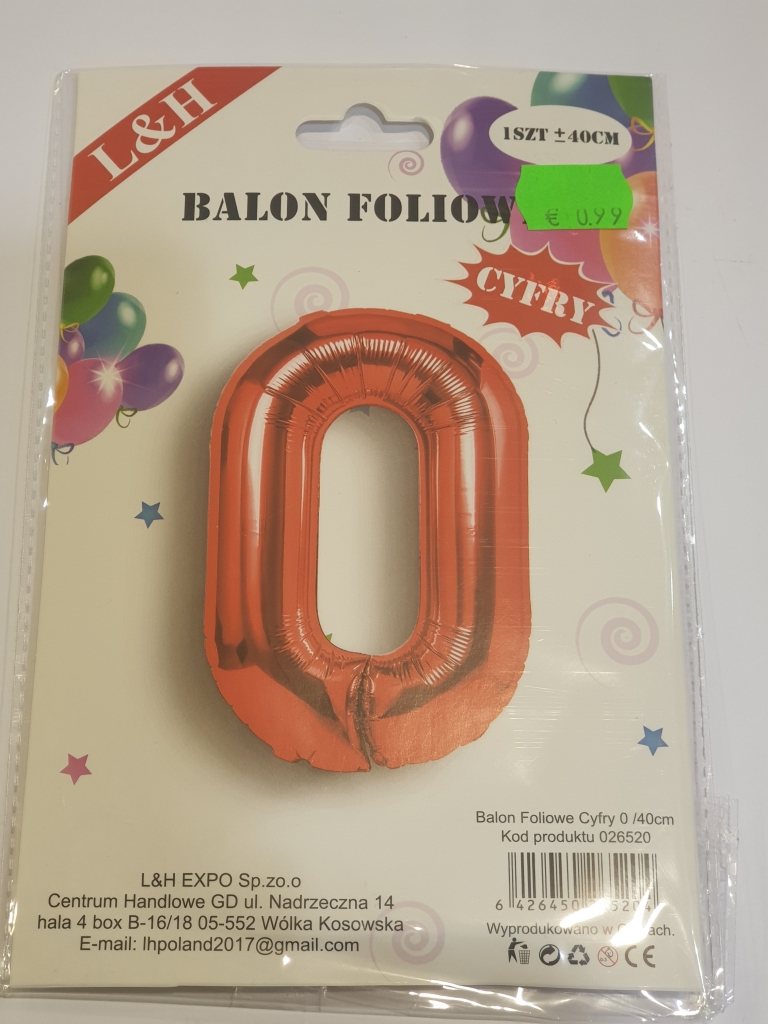 L&H
1SZT ±40CM
BALON
€ 0.99
CYFRY
Balon Foliowe Cyfry 0 /40cm
Kod produktu 026520
L&H EXPO Sp.zo.o
Centrum Handlowe GD ul. Nadrzeczna 14
hala 4 box B-16/18 05-552 Wólka Kosowska
E-mail: lhpoland2017@gmail.com
6 426450
Wyprodukowano w
CE